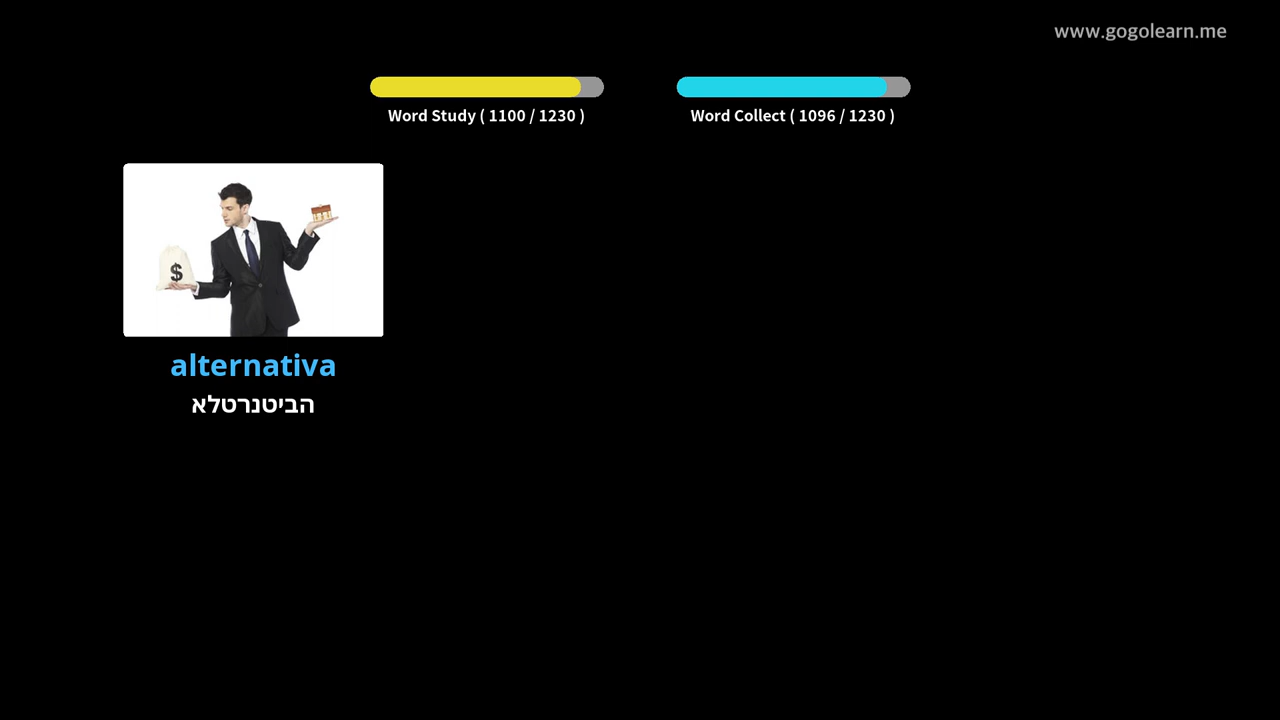 www.gogolearn.me
Word Study ( 1100 / 1230 )
Word Collect ( 1096 / 1230 )
alternativa
הביטנרטלא
$